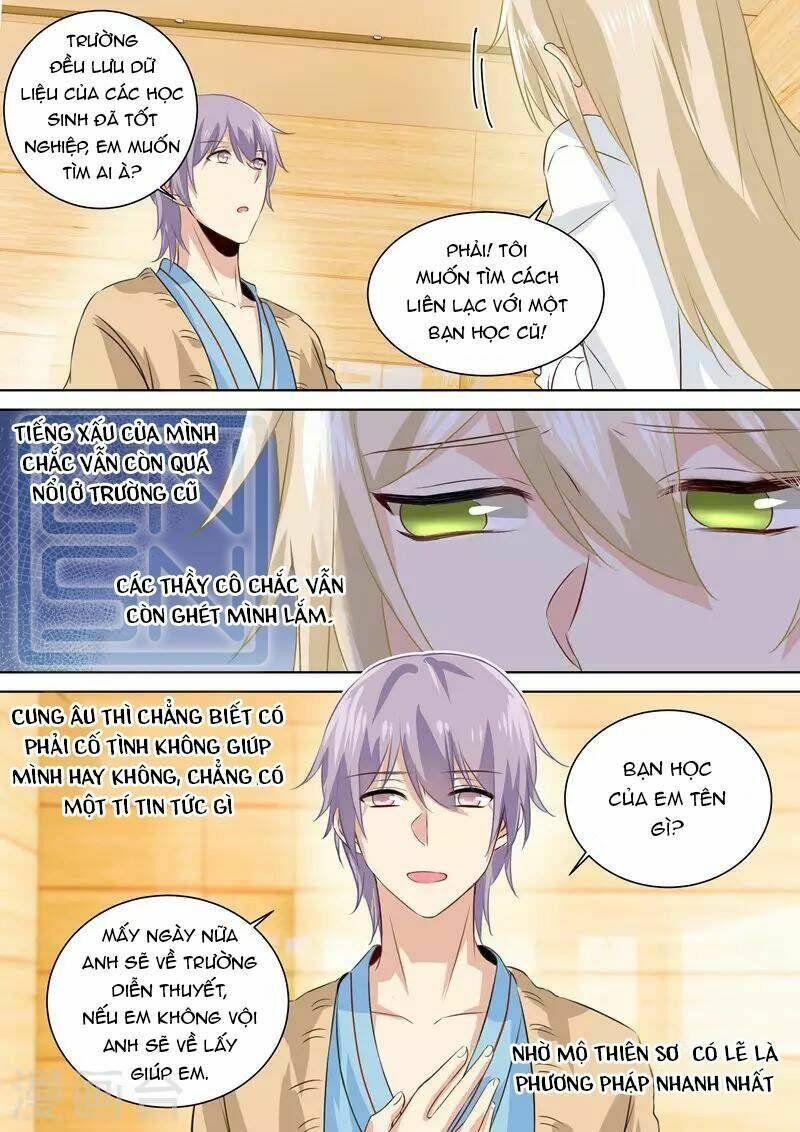 TRƯỜNG
ĐỀU LƯU DỮ
LIỆU CỦA CÁC HỌC
SINH ĐÃ TỐT
NGHIỆP, EM MUỐN
TÌM AI À?
PHẢI! TÔI
MUỐN TÌM CÁCH
LIÊN LẠC VỚI MỘT
BẠN HỌC CŨ!
TIẾNG XẤU CỦA MÌNH
CHẮC VẪN CÒN QUÁ
NỔI Ở TRƯỜNG CŨ
CÁC THẦY CÔ CHẮC VẪN
CÒN GHÉT MÌNH LẮM.
CUNG ÂU THÌ CHẲNG BIẾT CÓ
PHẢI CỐ TÌNH KHÔNG GIÚP
MÌNH HAY KHÔNG, CHẲNG CÓ
MỘT TÍ TIN TỨC GÌ
BẠN HỌC
CỦA EM TÊN
GÌ?
MẤY NGÀY NỮA
ANH SẼ VỀ TRƯỜNG
DIỄN THUYẾT,
NẾU EM KHÔNG VỘI
ANH SẼ VỀ LẤY
GIÚP EM.
NHỜ MỘ THIÊN SƠ CÓ LẼ LÀ
PHƯƠNG PHÁP NHANH NHẤT
漫画台